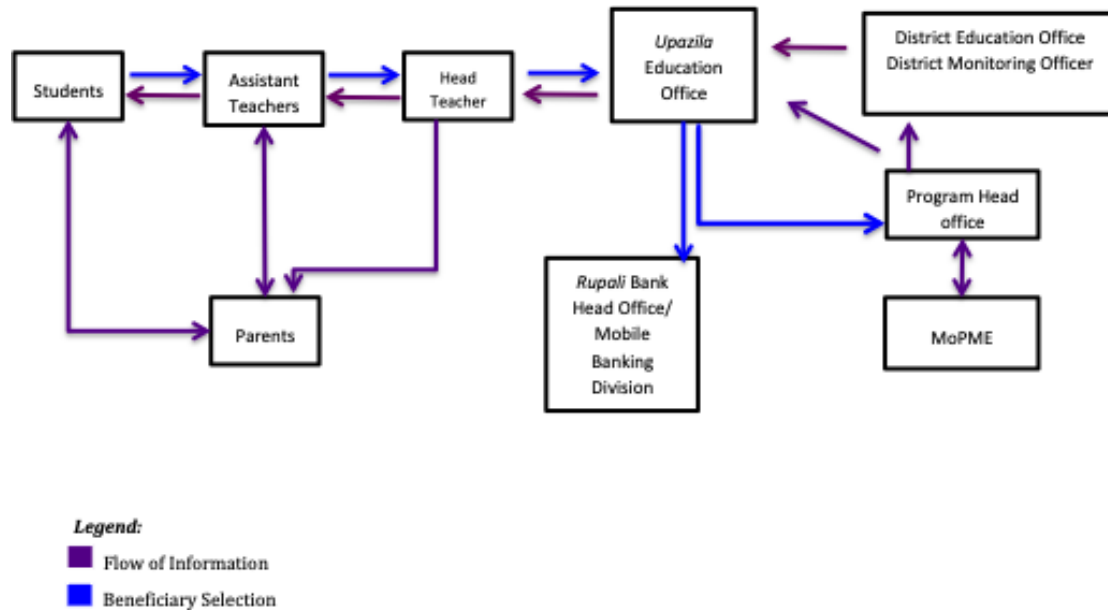 Students
Assistant
Teachers
Head
Teacher
Upazila
Education
Office
District Education Office
District Monitoring Officer
Program Head
office
Parents
Rupali Bank
Head Office/
Mobile
Banking
Division
MoPME
Legend:
Flow of Information
Beneficiary Selection